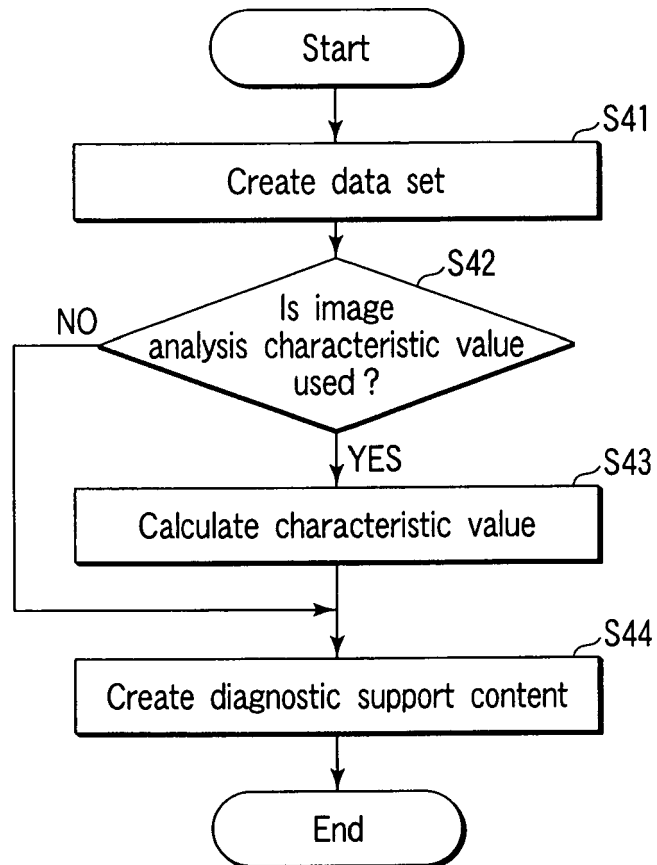 Start
S41
Create data set
S42
Is image
analysis characteristic value
used?
NO
YES
S43
Calculate characteristic value
S44
Create diagnostic support content
End